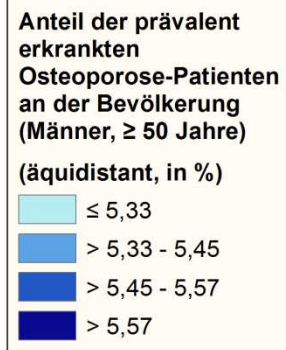 Anteil der prävalent
erkrankten
Osteoporose-Patienten
an der Bevölkerung
(Männer, ≥ 50 Jahre)
(äquidistant, in %)
≤ 5,33
> 5,33 - 5,45
> 5,45 - 5,57
> 5,57